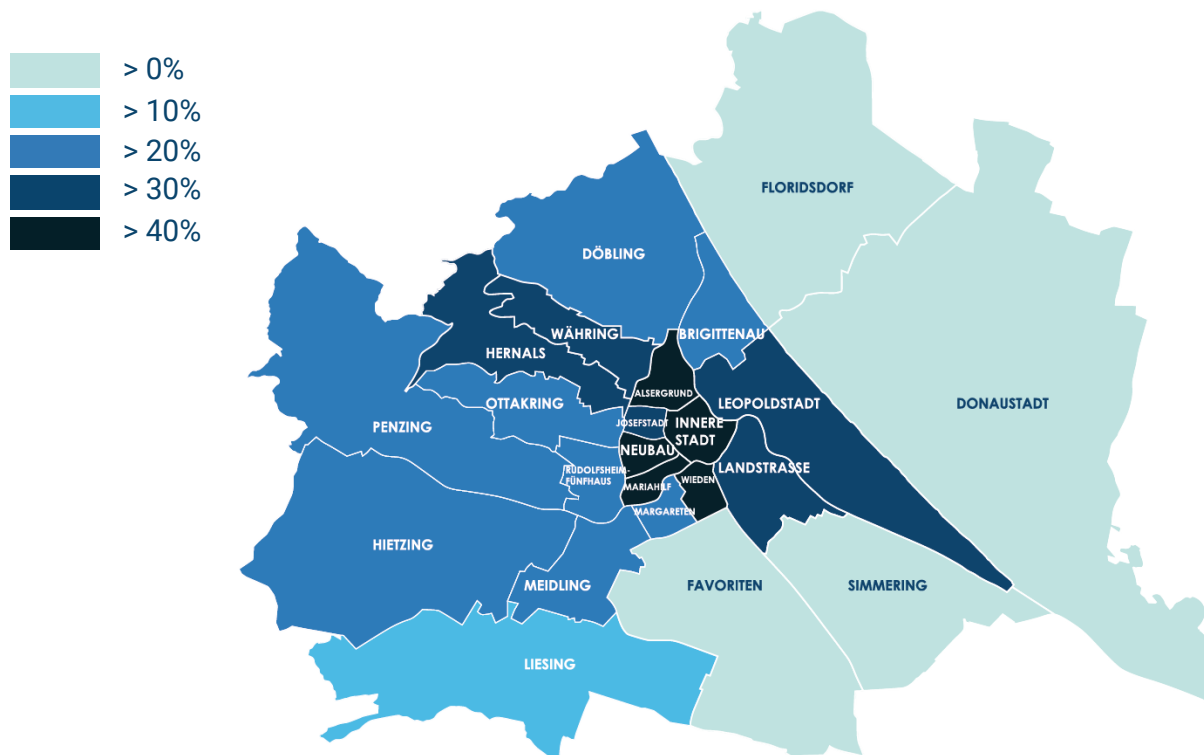 > 0%
> 10%
> 20%
> 30%
> 40%
FLORIDSDORF
DÖBLING
WÄHRING
BRIGITTENAU
HERNALS
ALSERGRUND
OTTAKRING
LEOPOLDSTADT
DONAUSTADT
JOSEFSTADT
INNERE
STADT
PENZING
NEUBAU
RUDOLFSHEIM-
FÜNFHAUS
LANDSTRASSE
MARIAHILF
WIEDEN
MARGARETEN
HIETZING
MEIDLING
FAVORITEN
SIMMERING
LIESING